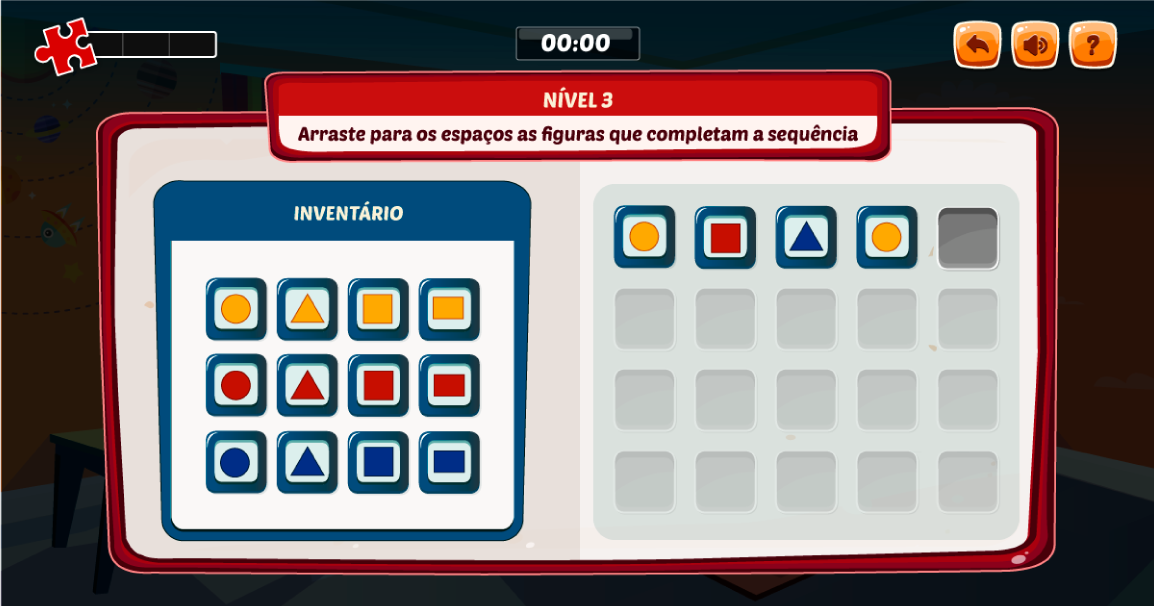 00:00
?
NÍVEL 3
Arraste para os espaços as figuras que completam a sequência
INVENTÁRIO